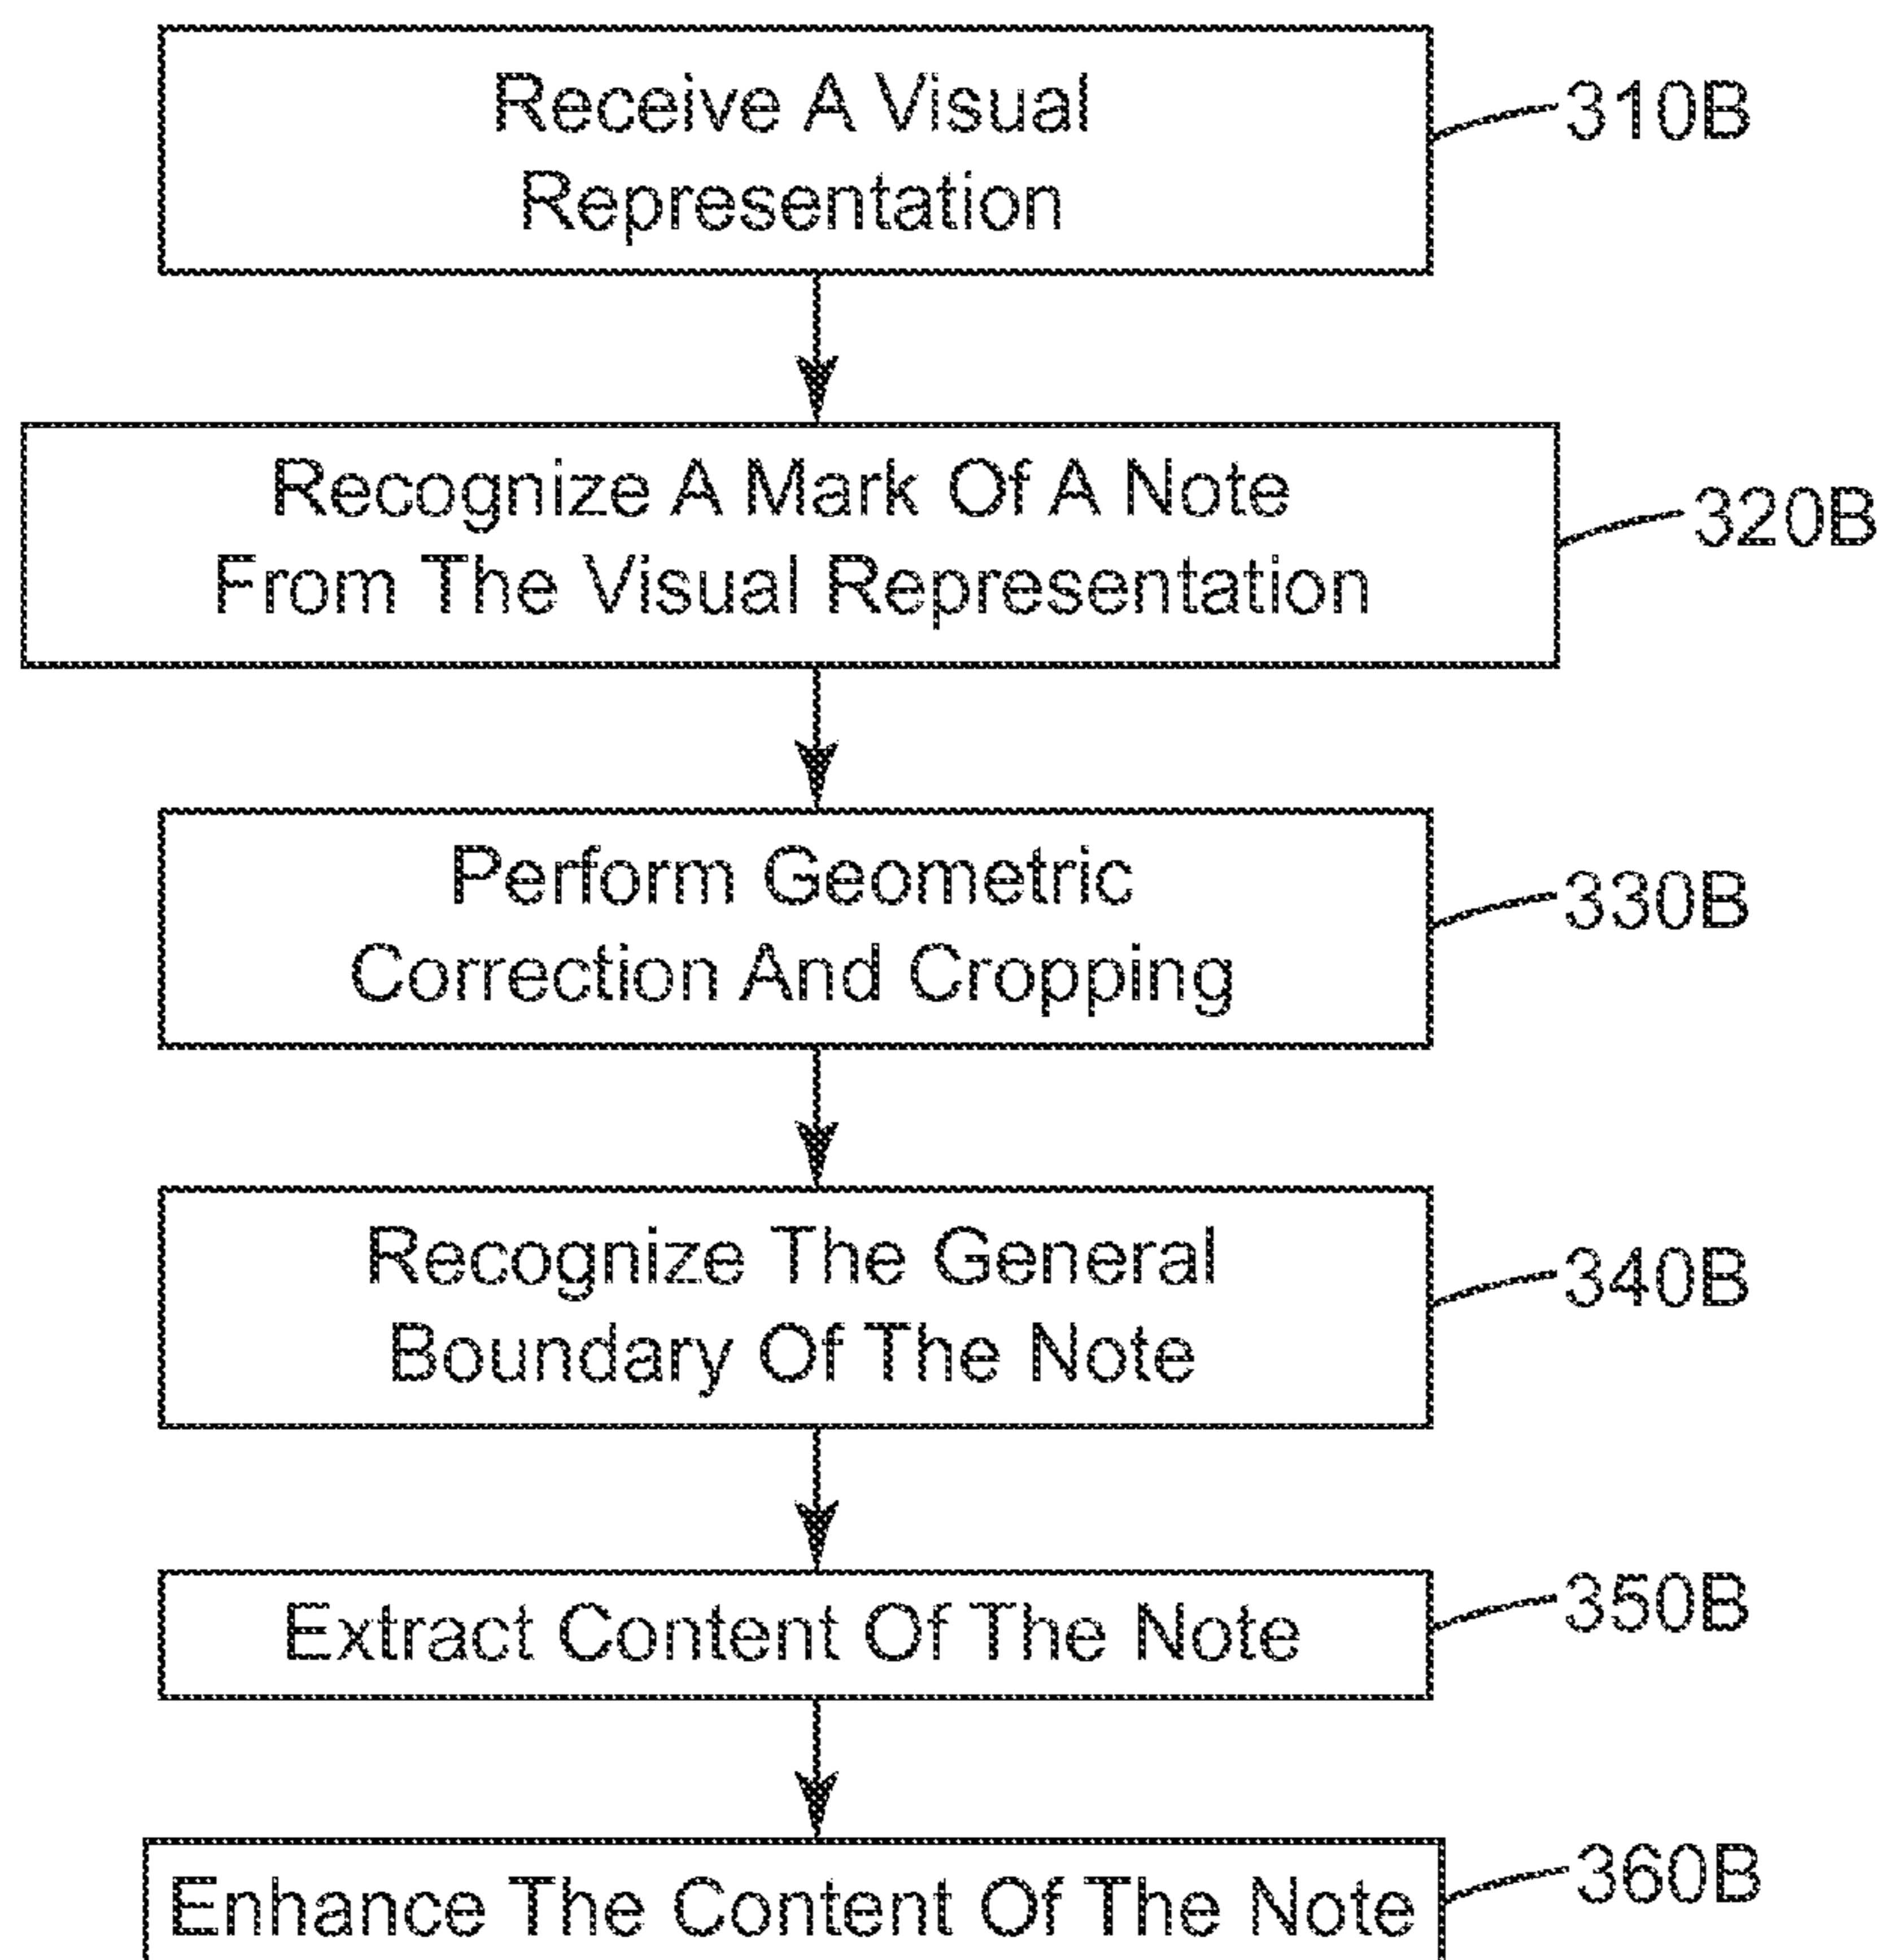 Receive A Visual
Representation
310B
Recognize A Mark Of A Note
From The Visual Representation
320B
Perform Geometric
Correction And Cropping
330B
Recognize The General
Boundary Of The Note
340B
Extract Content Of The Note
350B
Enhance The Content Of The Note
360B